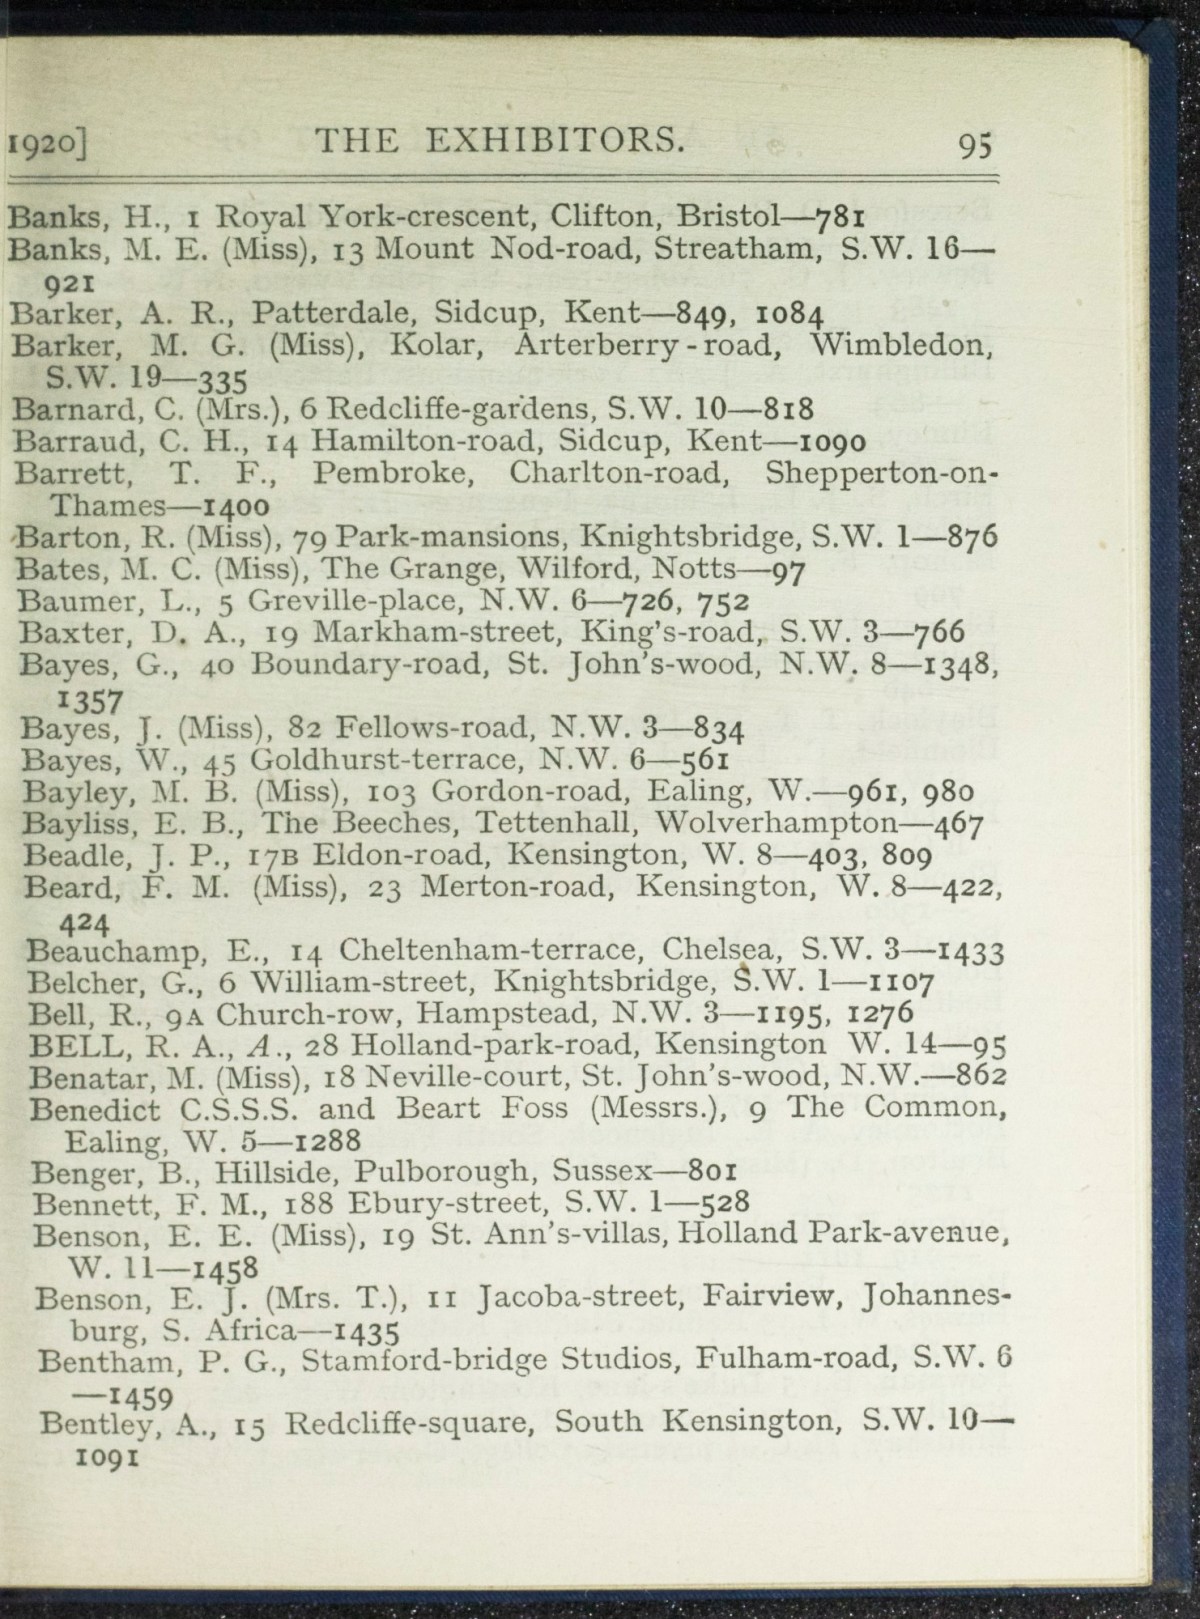 1920] THE EXHIBITORS. 95
Banks, H., 1 Royal York-crescent, Clifton, Bristol—781
Banks, M. E. (Miss), 13 Mount Nod-road, Streatham, S.W. 16—
921
Barker, A. R., Patterdale, Sidcup, Kent—849, 1084
Barker, M. G. (Miss), Kolar, Arterberry-road, Wimbledon,
S.W. 19—335
Barnard, C. (Mrs.), 6 Redcliffe-gardens, S.W. 10—818
Barraud, C. H., 14 Hamilton-road, Sidcup, Kent—1090
Barrett, T. F., Pembroke, Charlton-road, Shepperton-on-
Thames—1400
Barton, R. (Miss), 79 Park-mansions, Knightsbridge, S.W. 1—876
Bates, M. C. (Miss), The Grange, Wilford, Notts—97
Baumer, L., 5 Greville-place, N.W. 6—726, 752
Baxter, D. A., 19 Markham-street, King's-road, S.W. 3—766
Bayes, G., 40 Boundary-road, St. John's-wood, N.W. 8—1348,
1357
Bayes, J. (Miss), 82 Fellows-road, N.W. 3—834
Bayes, W., 45 Goldhurst-terrace, N.W. 6—561
Bayley, M. B. (Miss), 103 Gordon-road, Ealing, W.—961, 980
Bayliss, E. B., The Beeches, Tettenhall, Wolverhampton—467
Beadle, J. P., 17B Eldon-road, Kensington, W. 8—403, 809
Beard, F. M. (Miss), 23 Merton-road, Kensington, W. 8—422,
424
Beauchamp, E., 14 Cheltenham-terrace, Chelsea, S.W. 3—1433
Belcher, G., 6 William-street, Knightsbridge, S.W. 1—1107
Bell, R., 9A Church-row, Hampstead, N.W. 3—1195, 1276
BELL, R. A., A., 28 Holland-park-road, Kensington W. 14—95
Benatar, M. (Miss), 18 Neville-court, St. John's-wood, N.W.—862
Benedict C.S.S.S. and Beart Foss (Messrs.), 9 The Common,
Ealing, W. 5—1288
Benger, B., Hillside, Pulborough, Sussex—801
Bennett, F. M., 188 Ebury-street, S.W. 1—528
Benson, E. E. (Miss), 19 St. Ann's-villas, Holland Park-avenue,
W. 11—1458
Benson, E. J. (Mrs. T.), 11 Jacoba-street, Fairview, Johannes-
burg, S. Africa—1435
Bentham, P. G., Stamford-bridge Studios, Fulham-road, S.W. 6
—1459
Bentley, A., 15 Redcliffe-square, South Kensington, S.W. 10—
1091